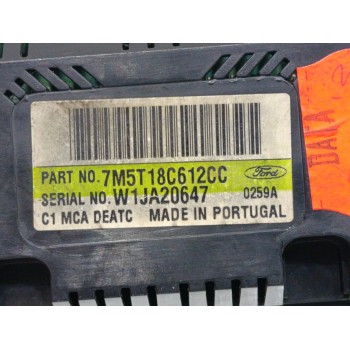 PART NO. 7M5T18C612CC
Ford
SERIAL NO. W1JA20647 0259A
C1 MCA DEATC MADE IN PORTUGAL